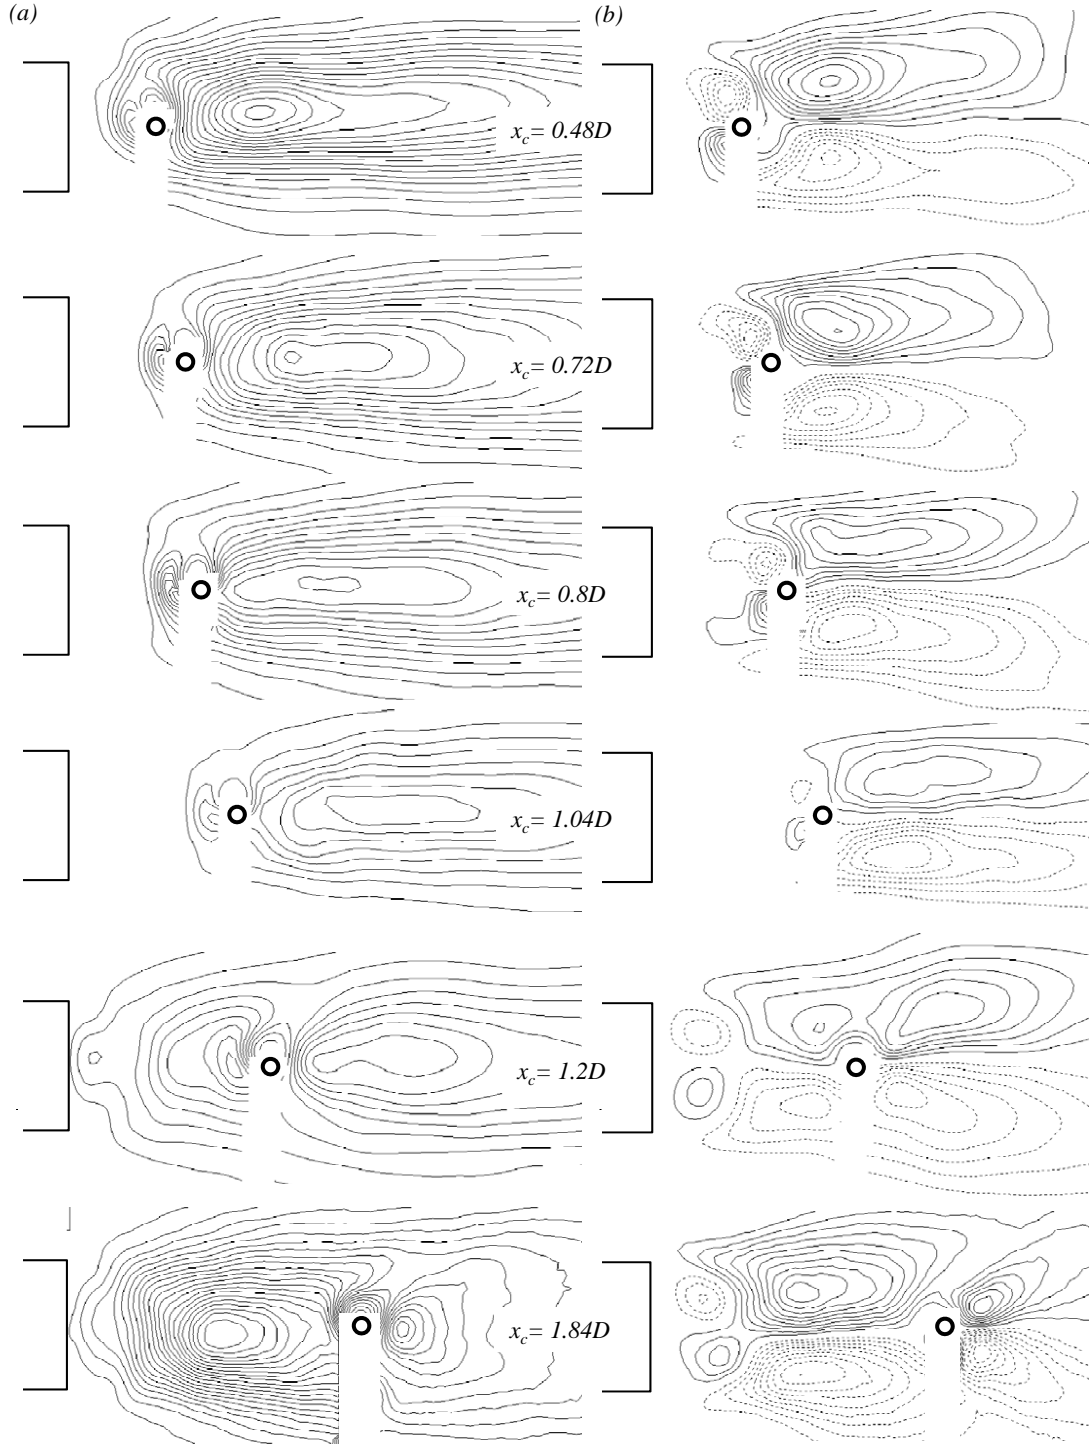 (a)
(b)
x_c = 0.48D
x_c = 0.72D
x_c = 0.8D
x_c = 1.04D
x_c = 1.2D
x_c = 1.84D